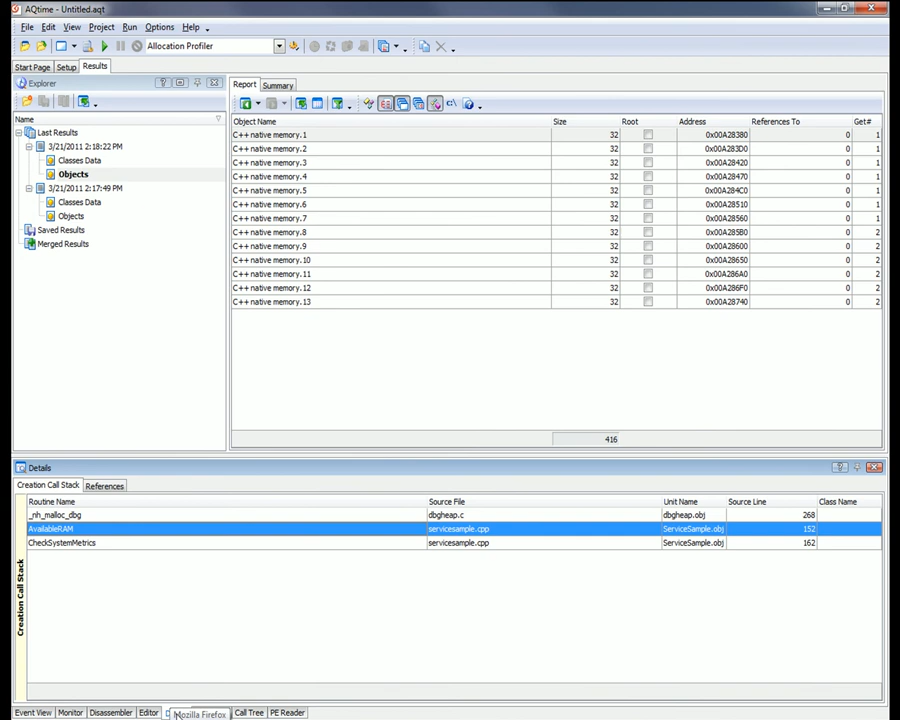 AQtime - Untitled.aqt
File Edit View Project Run Options Help
Allocation Profiler
Start Page Setup Results
Explorer
Name
Last Results
3/21/2011 2:18:22 PM
Classes Data
Objects
3/21/2011 2:17:49 PM
Classes Data
Objects
Saved Results
Merged Results
Report Summary
Object Name Size Root Address References To Get#
C++ native memory.1 32 0x00A28380 0 1
C++ native memory.2 32 0x00A283D0 0 1
C++ native memory.3 32 0x00A28420 0 1
C++ native memory.4 32 0x00A28470 0 1
C++ native memory.5 32 0x00A284C0 0 1
C++ native memory.6 32 0x00A28510 0 1
C++ native memory.7 32 0x00A28560 0 1
C++ native memory.8 32 0x00A285B0 0 2
C++ native memory.9 32 0x00A28600 0 2
C++ native memory.10 32 0x00A28650 0 2
C++ native memory.11 32 0x00A286A0 0 2
C++ native memory.12 32 0x00A286F0 0 2
C++ native memory.13 32 0x00A28740 0 2
416
Details
Creation Call Stack References
Routine Name Source File Unit Name Source Line Class Name
_nh_malloc_dbg dbgheap.c dbgheap.obj 268
AvailableRAM servicesample.cpp ServiceSample.obj 152
CheckSystemMetrics servicesample.cpp ServiceSample.obj 162
Creation Call Stack
Event View Monitor Disassembler Editor Mozilla Firefox Call Tree PE Reader